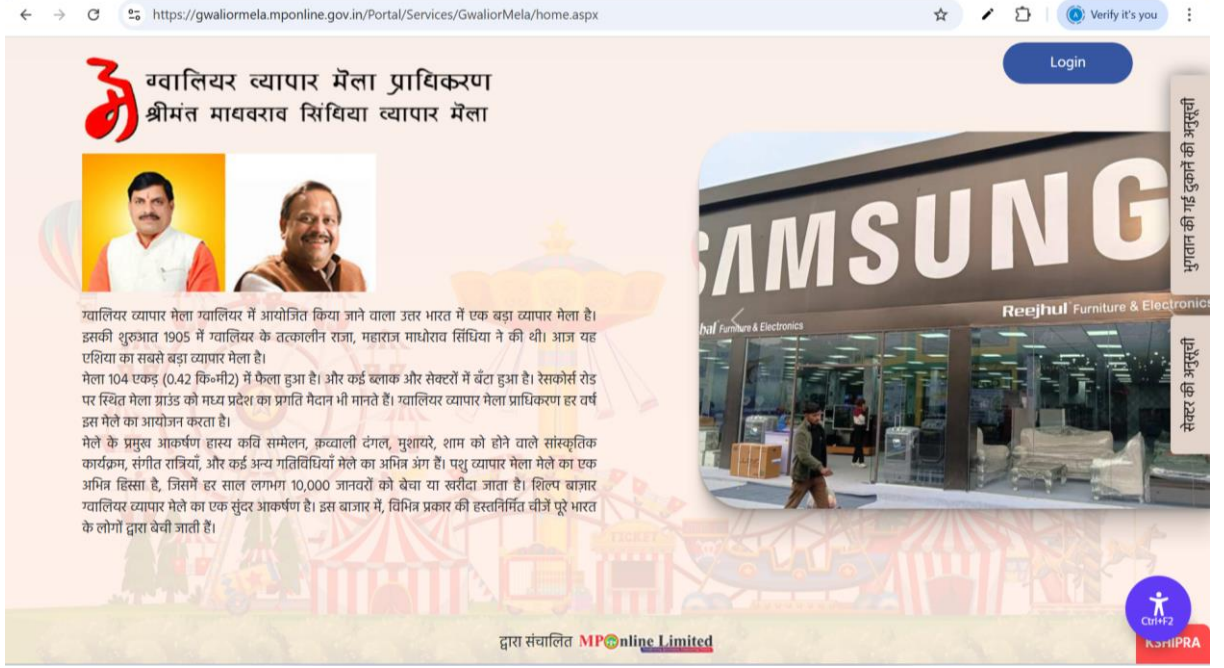 https://gwaliormela.mponline.gov.in/Portal/Services/GwaliorMela/home.aspx
Verify it's you
Login
मे ग्वालियर व्यापार मेला प्राधिकरण
श्रीमंत माधवराव सिंधिया व्यापार मेला
SAMSUNG
Reejhul Furniture & Electronics
Furniture & Electronics
भुगतान की गई दुकानें की अनुसूची
सेक्टर की अनुसूची
ग्वालियर व्यापार मेला ग्वालियर में आयोजित किया जाने वाला उत्तर भारत में एक बड़ा व्यापार मेला है।
इसकी शुरुआत 1905 में ग्वालियर के तत्कालीन राजा, महाराज माधोराव सिंधिया ने की थी। आज यह
एशिया का सबसे बड़ा व्यापार मेला है।
मेला 104 एकड़ (0.42 कि॰मी2) में फैला हुआ है। और कई ब्लाक और सेक्टरों में बँटा हुआ है। रेसकोर्स रोड
पर स्थित मेला ग्राउंड को मध्य प्रदेश का प्रगति मैदान भी मानते हैं। ग्वालियर व्यापार मेला प्राधिकरण हर वर्ष
इस मेले का आयोजन करता है।
मेले के प्रमुख आकर्षण हास्य कवि सम्मेलन, क़व्वाली दंगल, मुशायरे, शाम को होने वाले सांस्कृतिक
कार्यक्रम, संगीत रात्रियाँ, और कई अन्य गतिविधियाँ मेले का अभिन्न अंग हैं। पशु व्यापार मेला मेले का एक
अभिन्न हिस्सा है, जिसमें हर साल लगभग 10,000 जानवरों को बेचा या खरीदा जाता है। शिल्प बाज़ार
ग्वालियर व्यापार मेले का एक सुंदर आकर्षण है। इस बाजार में, विभिन्न प्रकार की हस्तनिर्मित चीजें पूरे भारत
के लोगों द्वारा बेची जाती हैं।
TICKET
द्वारा संचालित MPOnline Limited
Ctrl+F2
KSHIPRA